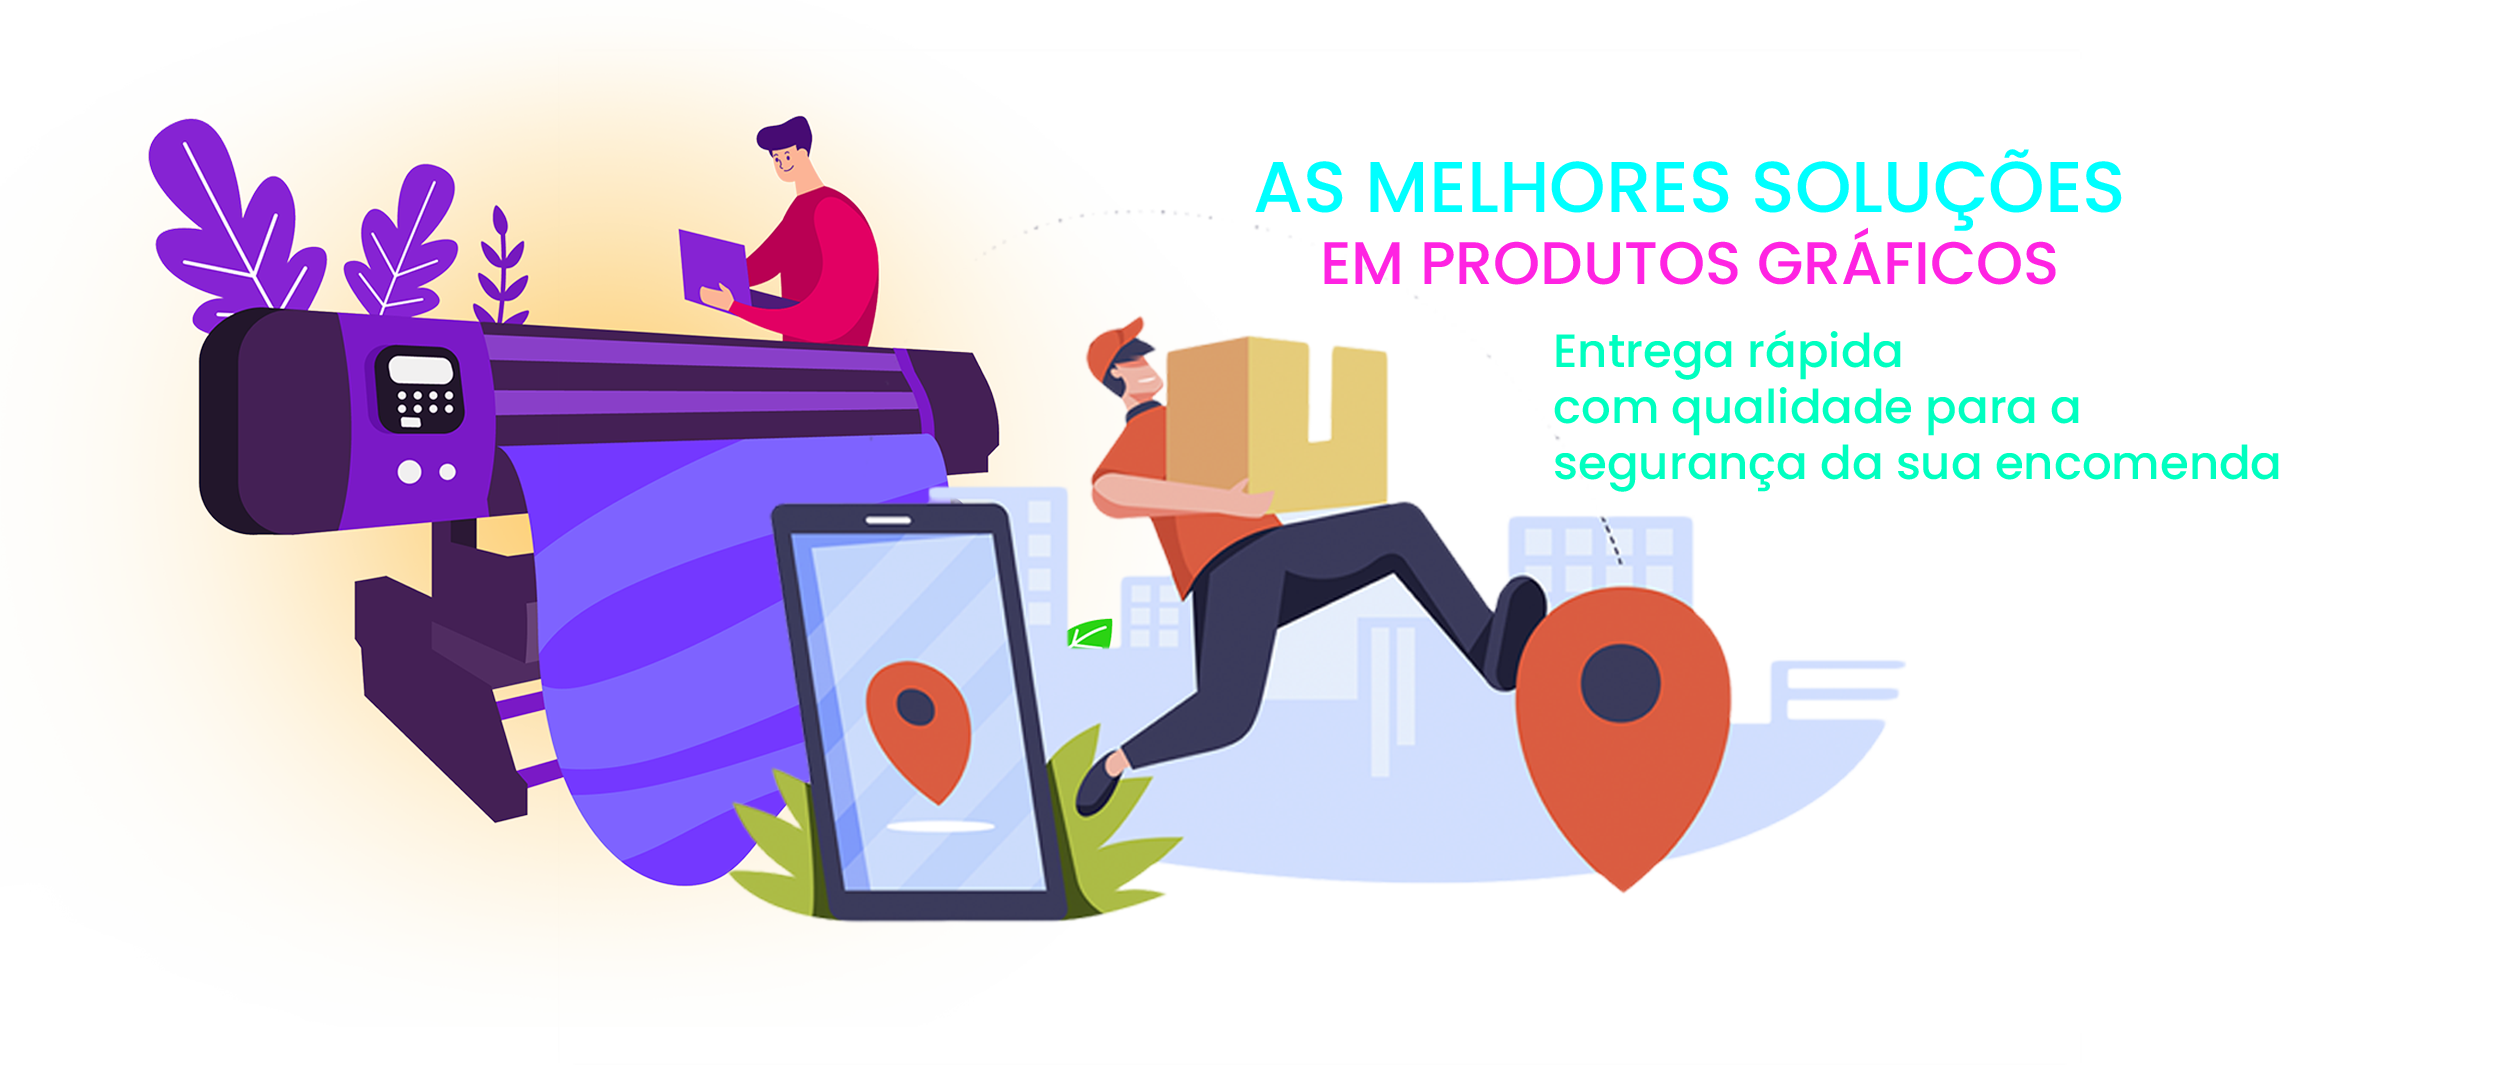 AS MELHORES SOLUÇÕES
EM PRODUTOS GRÁFICOS
Entrega rápida
com qualidade para a
segurança da sua encomenda